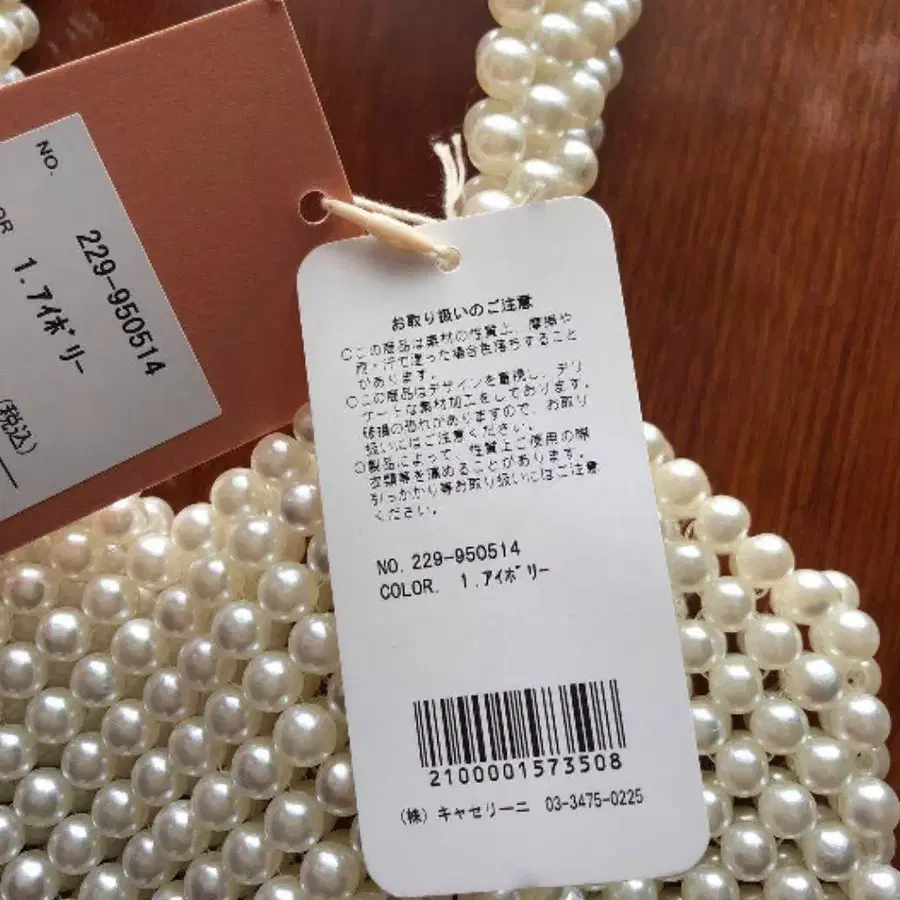 NO.
229-950514
OR
1.アイボリー
(税込)
お取り扱いのご注意
○この商品は素材の性質上、摩擦や
雨・汗で湿った場合色落ちすること
があります。
○この商品はデザインを重視し、デリ
ケートな素材加工をしております。
破損の恐れがありますので、お取り
扱いにはご注意ください。
○製品によって、性質上ご使用の際
衣類等を傷めることがあります。
引っかかり等お取り扱いにはご注意
ください。
NO. 229-950514
COLOR. 1.アイボリー
2100001573508
(株) キャセリーニ 03-3475-0225